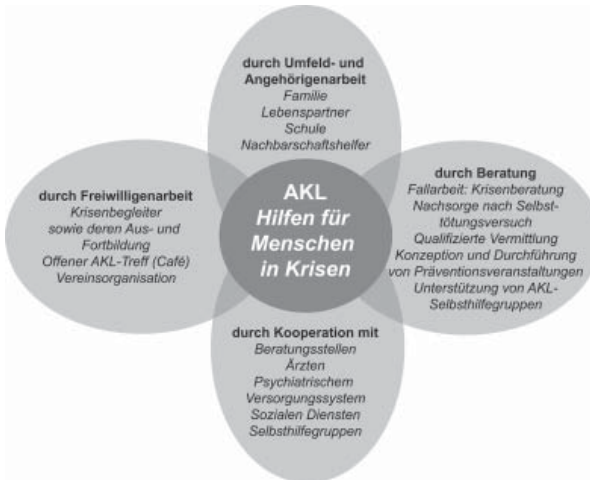 durch Umfeld- und
Angehörigenarbeit
Familie
Lebenspartner
Schule
Nachbarschaftshelfer
durch Freiwilligenarbeit
Krisenbegleiter
sowie deren Aus- und
Fortbildung
Offener AKL-Treff (Café)
Vereinsorganisation
AKL
Hilfen für
Menschen
in Krisen
durch Beratung
Fallarbeit: Krisenberatung
Nachsorge nach Selbst-
tötungsversuch
Qualifizierte Vermittlung
Konzeption und Durchführung
von Präventionsveranstaltungen
Unterstützung von AKL-
Selbsthilfegruppen
durch Kooperation mit
Beratungsstellen
Ärzten
Psychiatrischem
Versorgungssystem
Sozialen Diensten
Selbsthilfegruppen